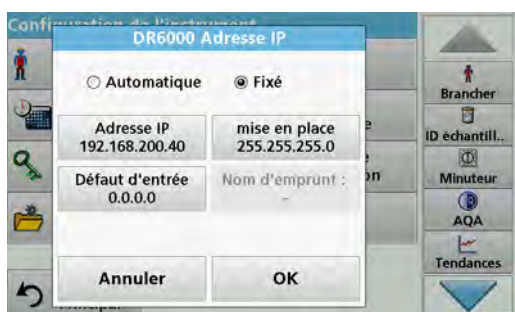 DR6000 Adresse IP
Automatique
Fixé
Adresse IP
192.168.200.40
mise en place
255.255.255.0
Défaut d'entrée
0.0.0.0
Nom d'emprunt :
-
Annuler
OK
Brancher
ID échantill..
Minuteur
AQA
Tendances